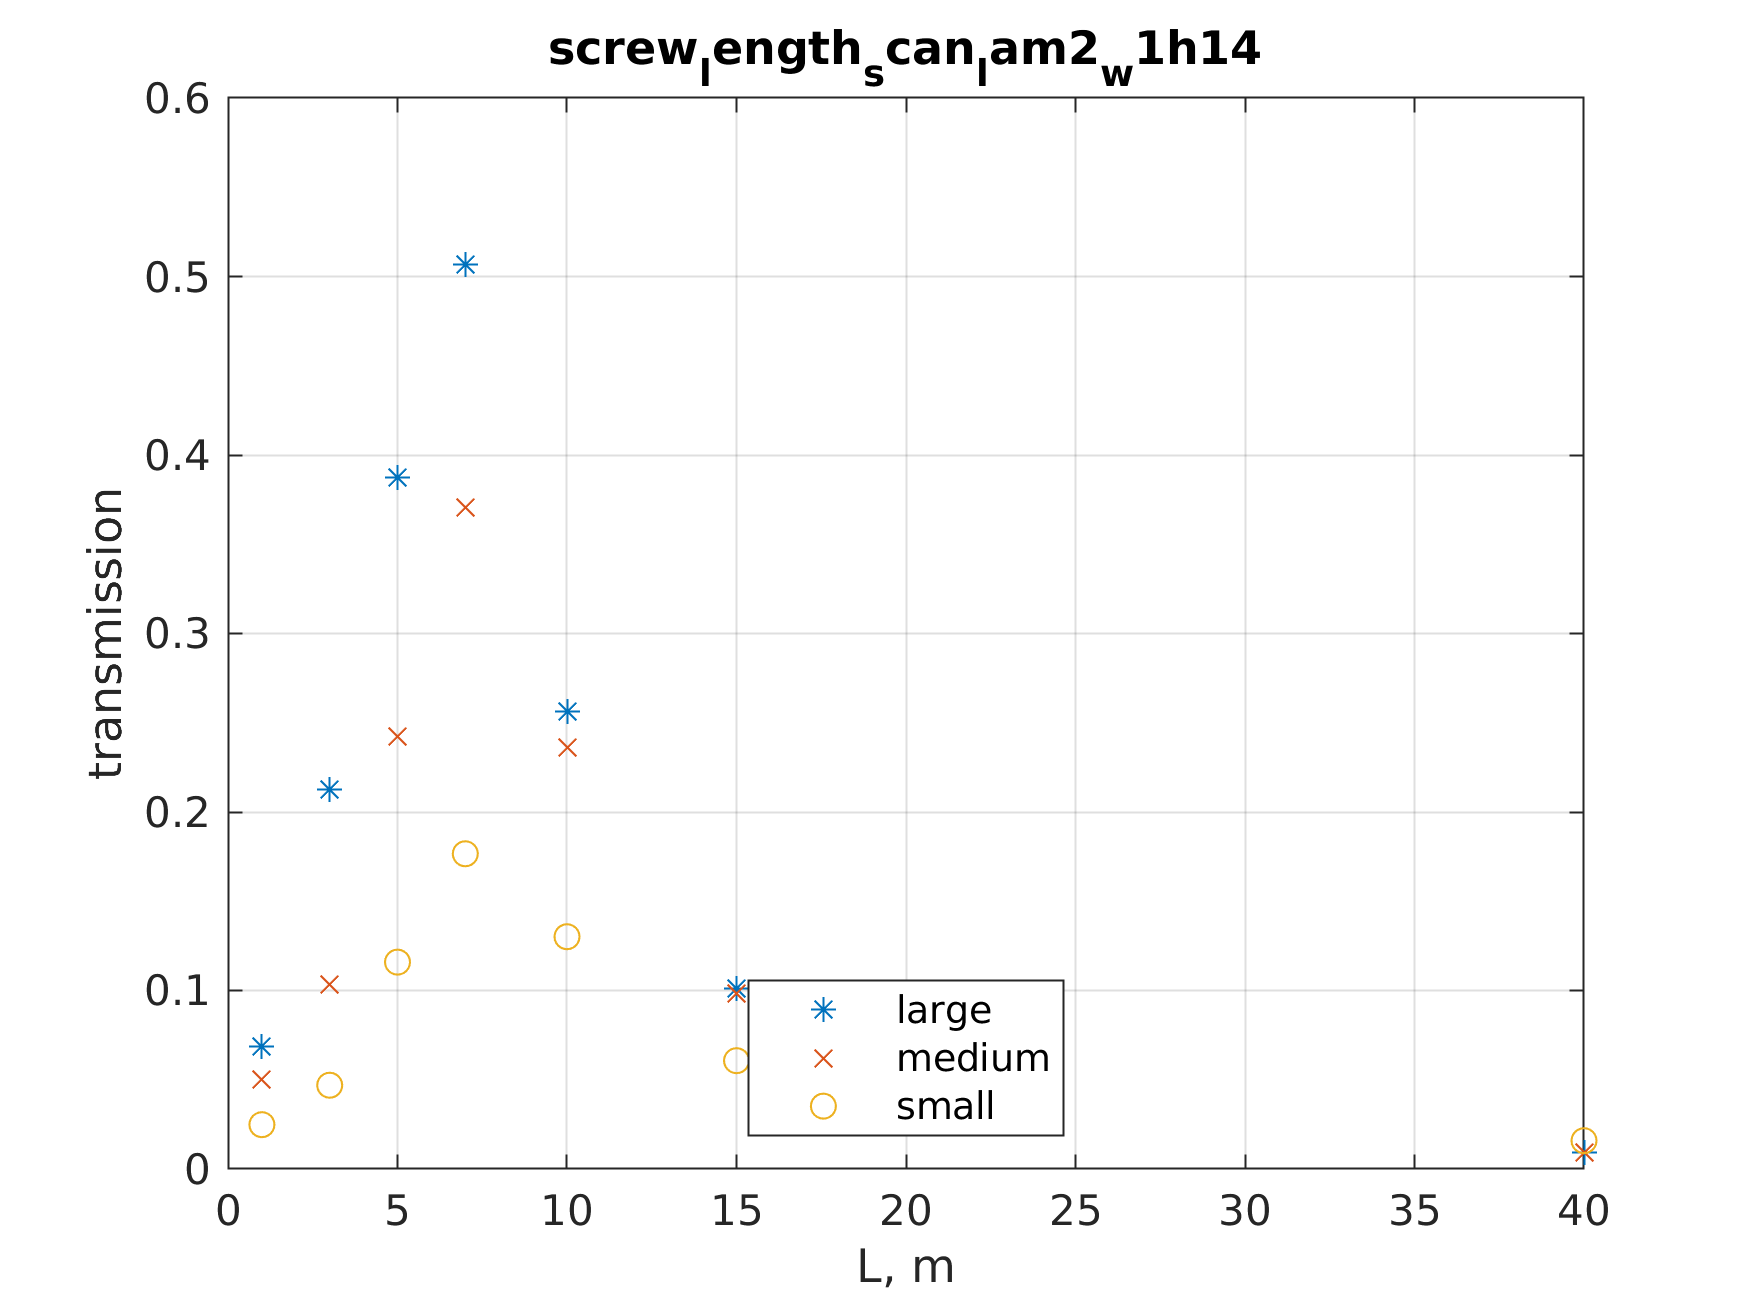 screw_length_scan_lam2_w1h14
0.6
0.5
0.4
0.3
0.2
0.1
0
transmission
large
medium
small
0 5 10 15 20 25 30 35 40
L, m